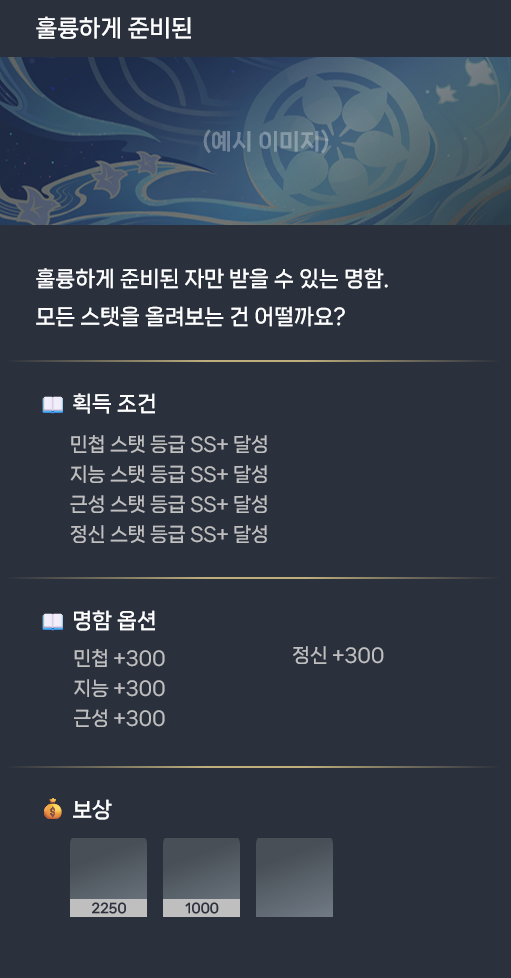 훌륭하게 준비된
(예시 이미지)
훌륭하게 준비된 자만 받을 수 있는 명함.
모든 스탯을 올려보는 건 어떨까요?
획득 조건
민첩 스탯 등급 SS+ 달성
지능 스탯 등급 SS+ 달성
근성 스탯 등급 SS+ 달성
정신 스탯 등급 SS+ 달성
명함 옵션
민첩 +300
지능 +300
근성 +300
정신 +300
보상
2250
1000